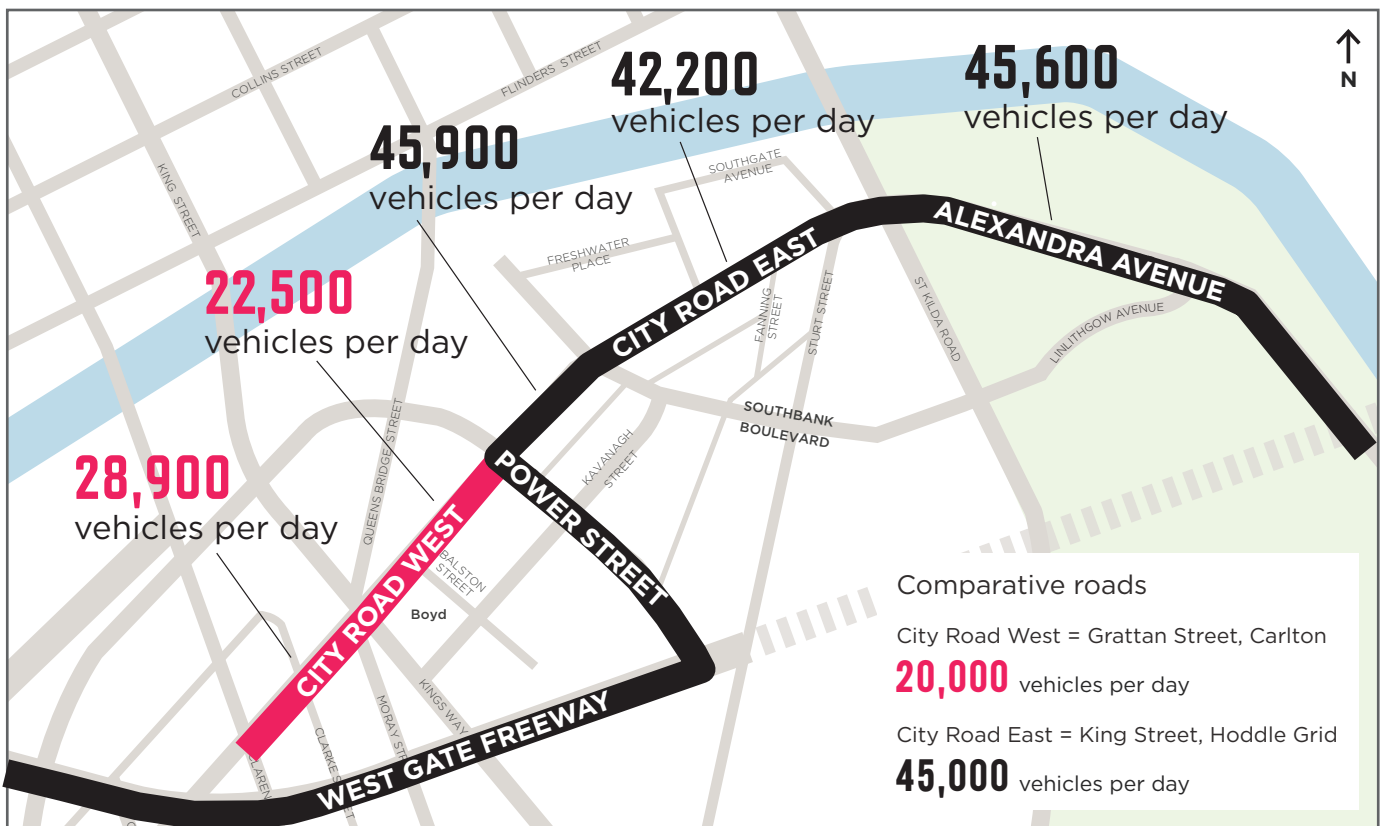 COLLINS STREET
FLINDERS STREET
42,200
vehicles per day
45,600
vehicles per day
N
45,900
vehicles per day
KING STREET
SOUTHGATE
AVENUE
FRESHWATER
PLACE
ALEXANDRA AVENUE
CITY ROAD EAST
22,500
vehicles per day
FANNING
STREET
STURT STREET
ST KILDA ROAD
LINLITHGOW AVENUE
SOUTHBANK
BOULEVARD
QUEENS BRIDGE STREET
KAVANAGH
STREET
28,900
vehicles per day
POWER STREET
CITY ROAD WEST
BALSTON
STREET
Boyd
KINGS WAY
MORAY STR
CLARKE S
CLAREN
WEST GATE FREEWAY
Comparative roads
City Road West = Grattan Street, Carlton
20,000 vehicles per day
City Road East = King Street, Hoddle Grid
45,000 vehicles per day